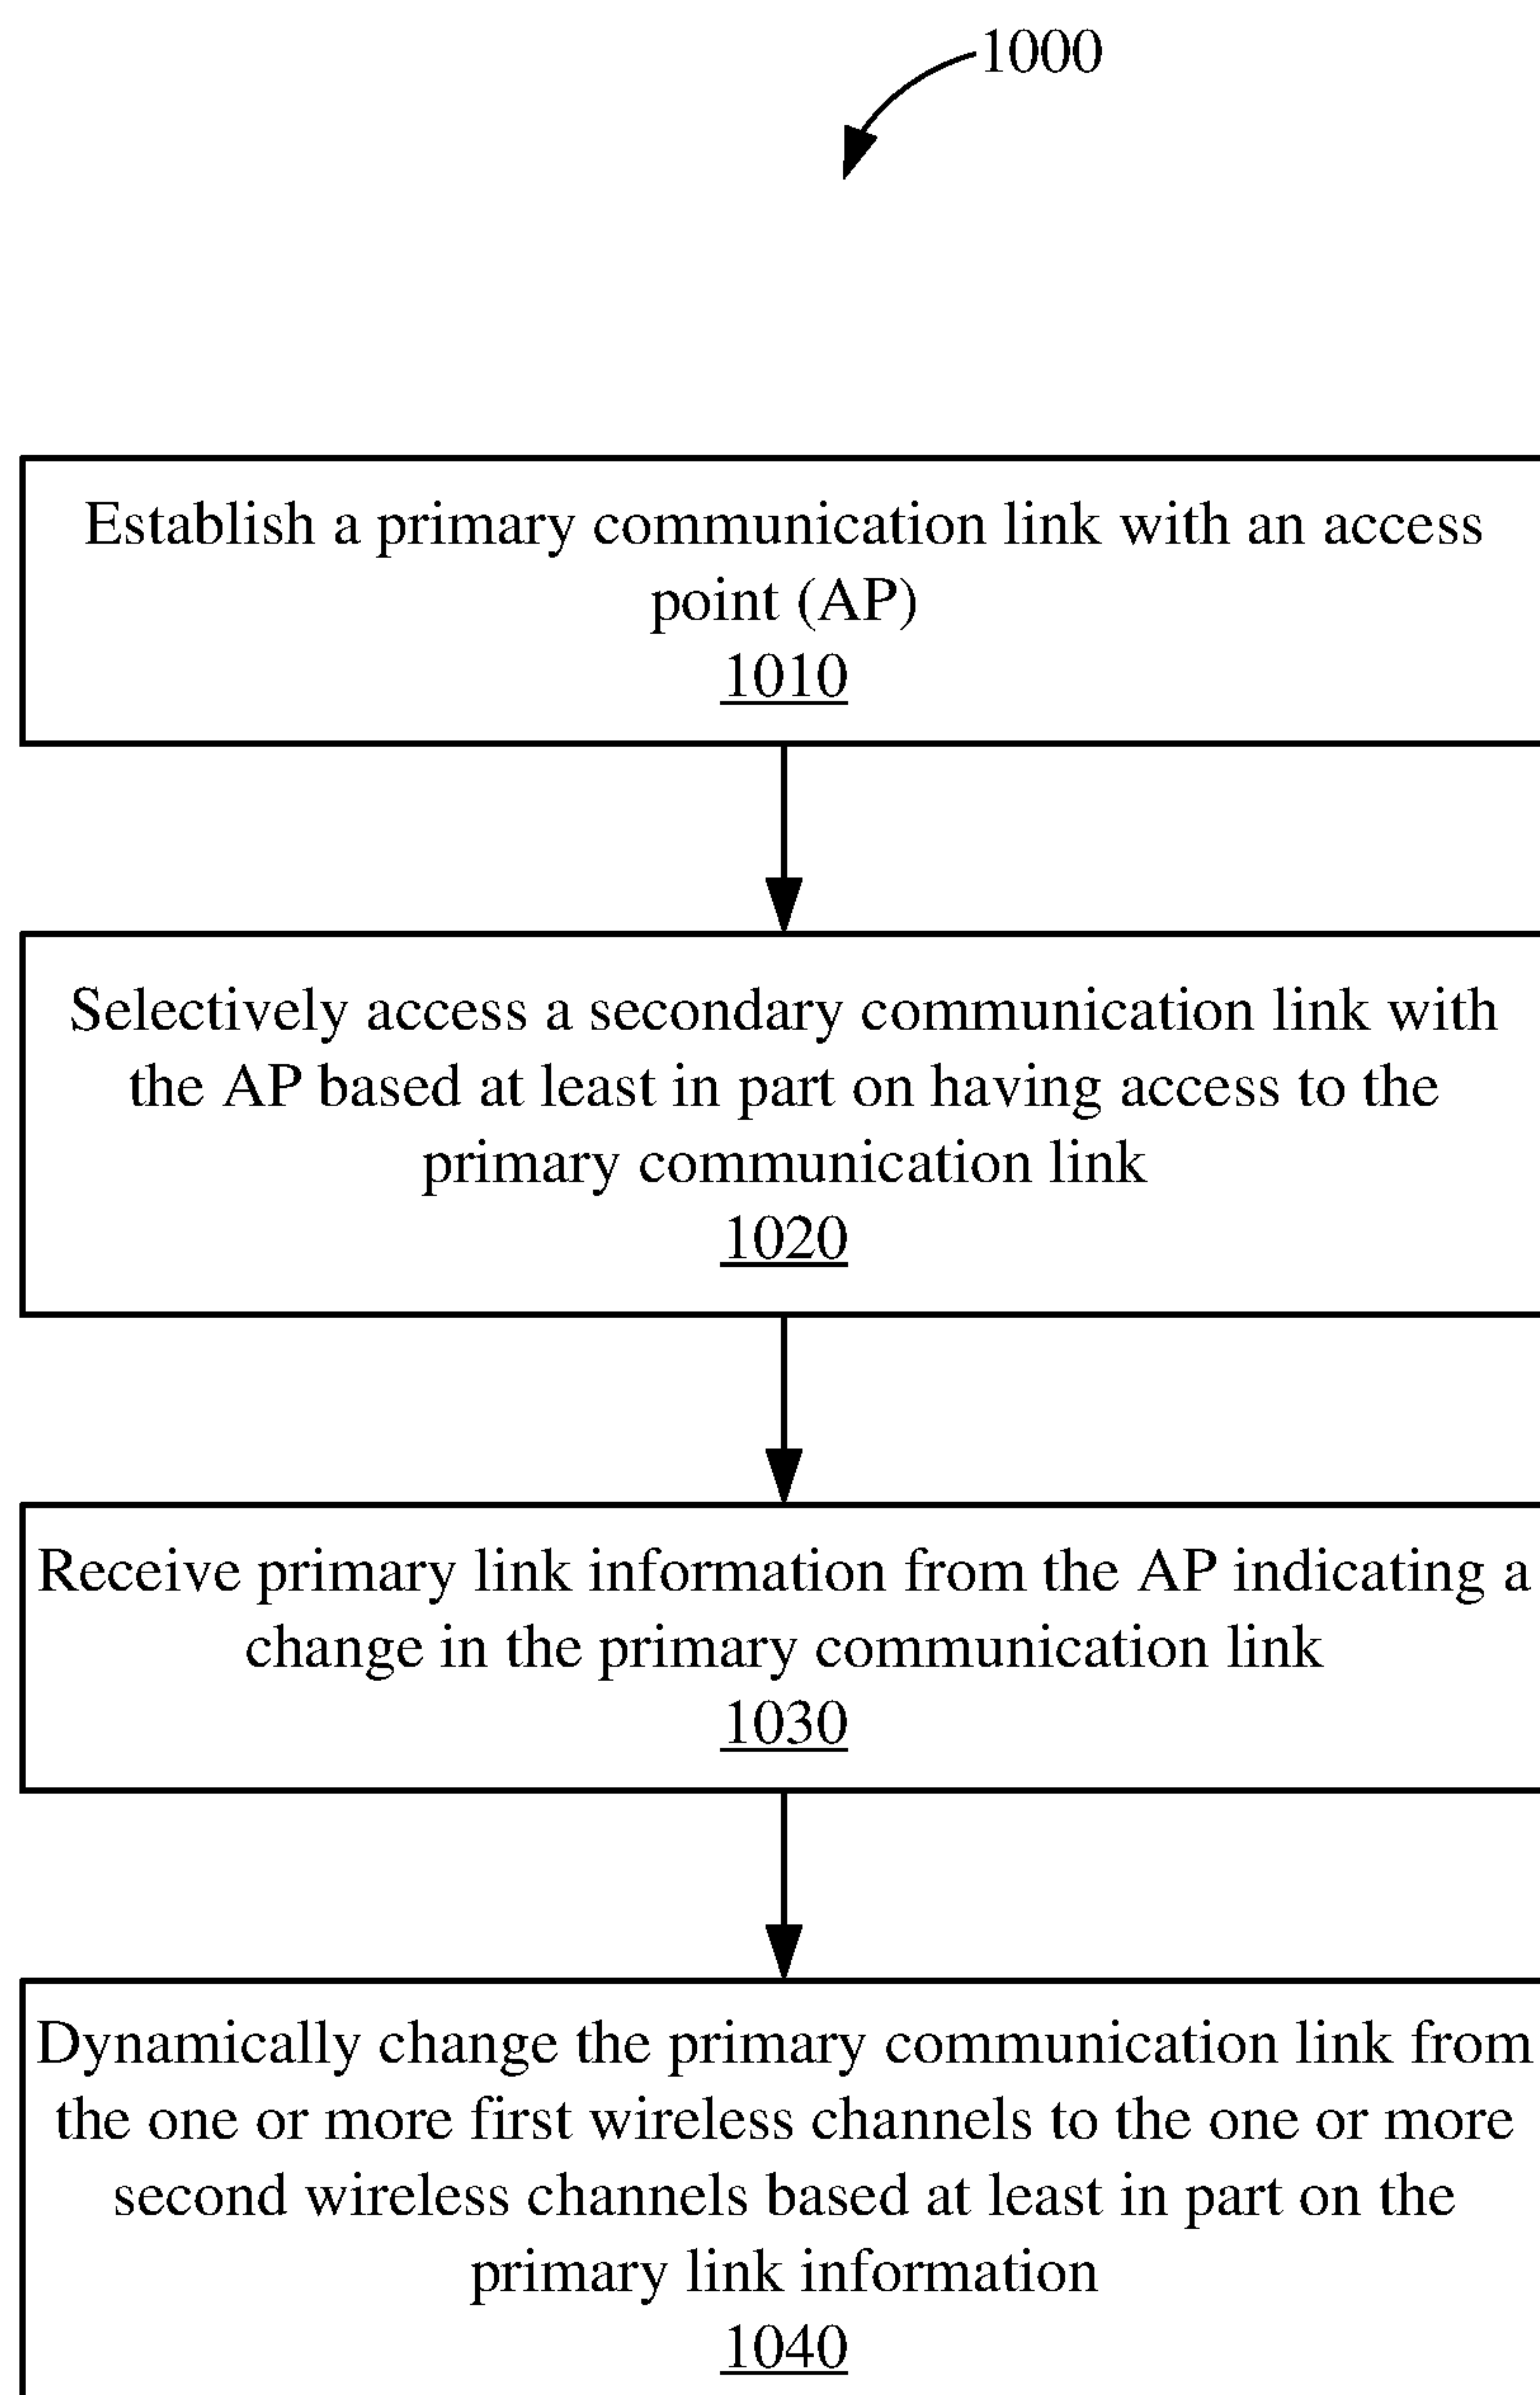 1000
Establish a primary communication link with an access
point (AP)
1010
Selectively access a secondary communication link with
the AP based at least in part on having access to the
primary communication link
1020
Receive primary link information from the AP indicating a
change in the primary communication link
1030
Dynamically change the primary communication link from
the one or more first wireless channels to the one or more
second wireless channels based at least in part on the
primary link information
1040